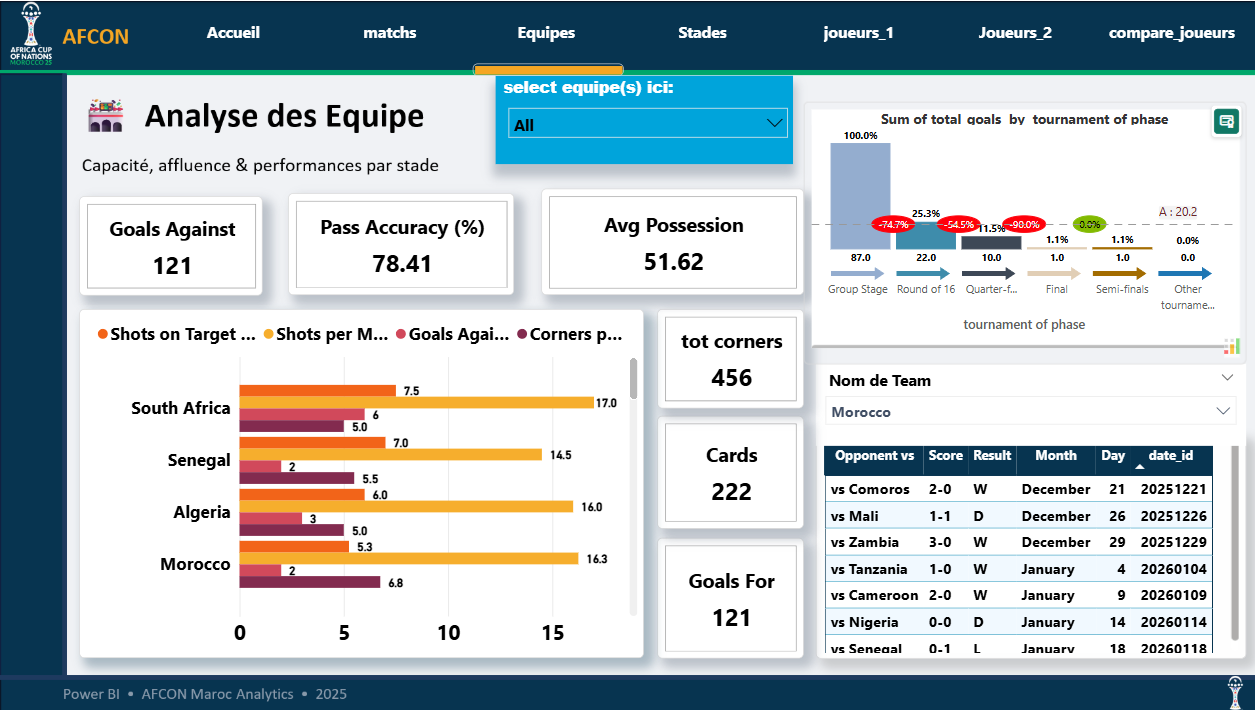 AFRICA CUP
OF NATIONS
MOROCCO'25
AFCON
Accueil
matchs
Equipes
Stades
joueurs_1
Joueurs_2
compare_joueurs
select equipe(s) ici:
All
Analyse des Equipe
Capacité, affluence & performances par stade
Goals Against
121
Pass Accuracy (%)
78.41
Avg Possession
51.62
Sum of total goals by tournament of phase
100.0%
25.3%
11.5%
1.1%
1.1%
0.0%
-74.7%
-54.5%
-90.0%
0.0%
A : 20.2
87.0
22.0
10.0
1.0
1.0
0.0
Group Stage
Round of 16
Quarter-f...
Final
Semi-finals
Other
tourname...
tournament of phase
Shots on Target ...
Shots per M...
Goals Agai...
Corners p...
South Africa
7.5
17.0
6
5.0
Senegal
7.0
14.5
2
5.5
Algeria
6.0
16.0
3
5.0
Morocco
5.3
16.3
2
6.8
0 5 10 15
tot corners
456
Cards
222
Goals For
121
Nom de Team
Morocco
Opponent vs Score Result Month Day date_id
vs Comoros 2-0 W December 21 20251221
vs Mali 1-1 D December 26 20251226
vs Zambia 3-0 W December 29 20251229
vs Tanzania 1-0 W January 4 20260104
vs Cameroon 2-0 W January 9 20260109
vs Nigeria 0-0 D January 14 20260114
vs Senegal 0-1 L January 18 20260118
Power BI • AFCON Maroc Analytics • 2025